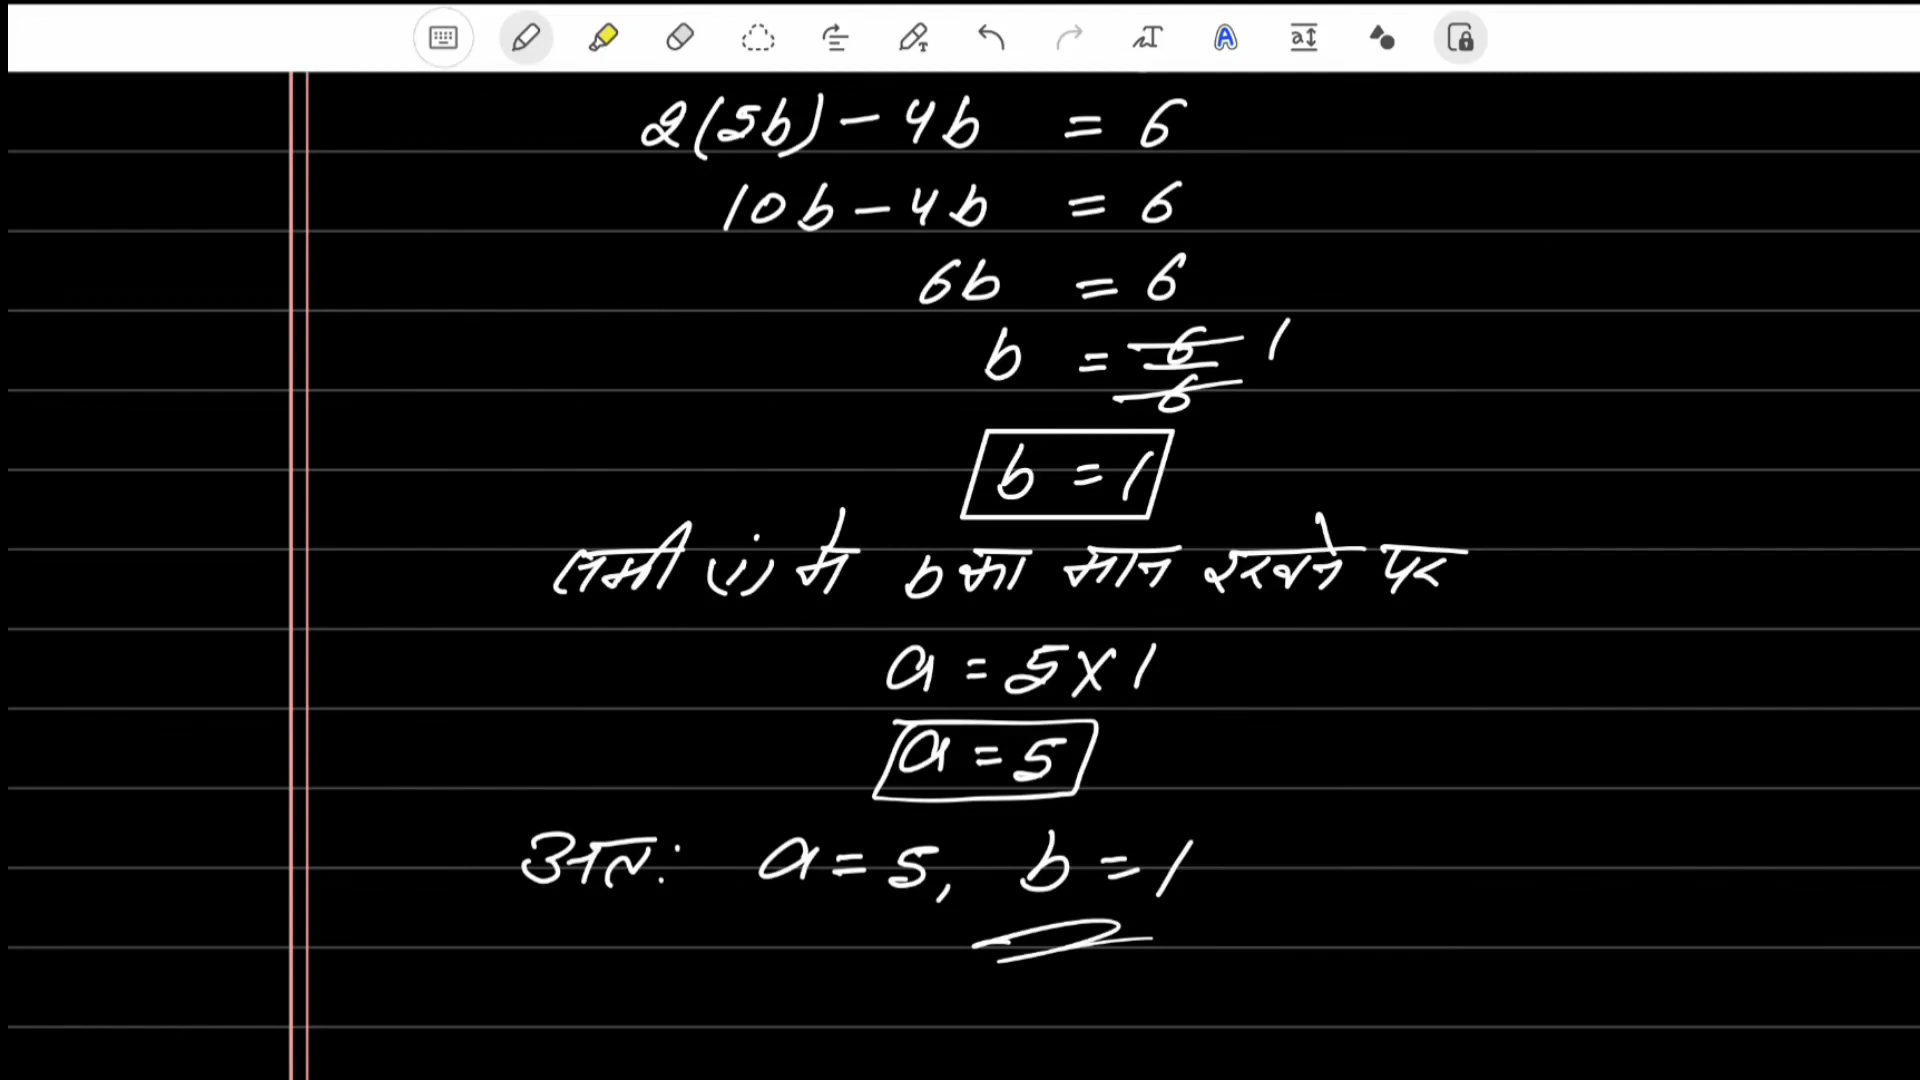 2(5b) - 4b = 6
10b - 4b = 6
6b = 6
b = 6/6 1
b = 1
समी (i) में b का मान रखने पर
a = 5 x 1
a = 5
अत: a = 5, b = 1